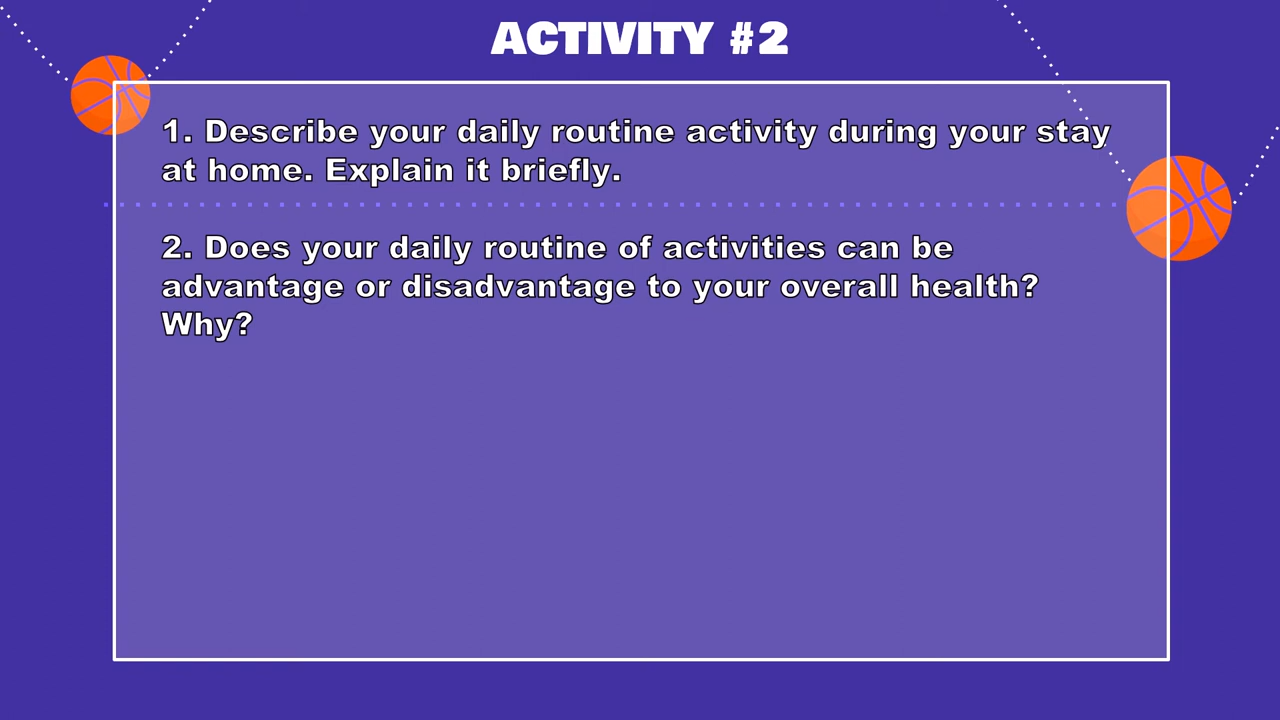 ACTIVITY #2
1. Describe your daily routine activity during your stay
at home. Explain it briefly.
2. Does your daily routine of activities can be
advantage or disadvantage to your overall health?
Why?